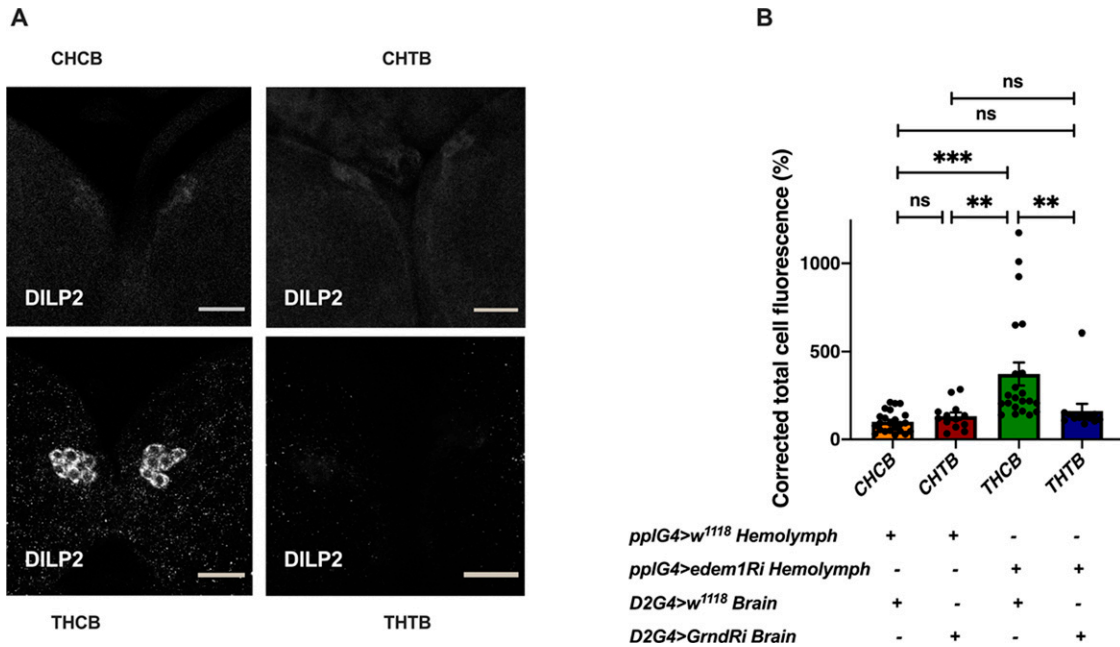 A
CHCB
CHTB
DILP2
DILP2
DILP2
DILP2
THCB
THTB
B
ns
ns
***
ns
**
**
Corrected total cell fluorescence (%)
1000
500
0
CHCB
CHTB
THCB
THTB
pplG4>w1118 Hemolymph + + - -
pplG4>edem1Ri Hemolymph - - + +
D2G4>w1118 Brain + - + -
D2G4>GrndRi Brain - + - +